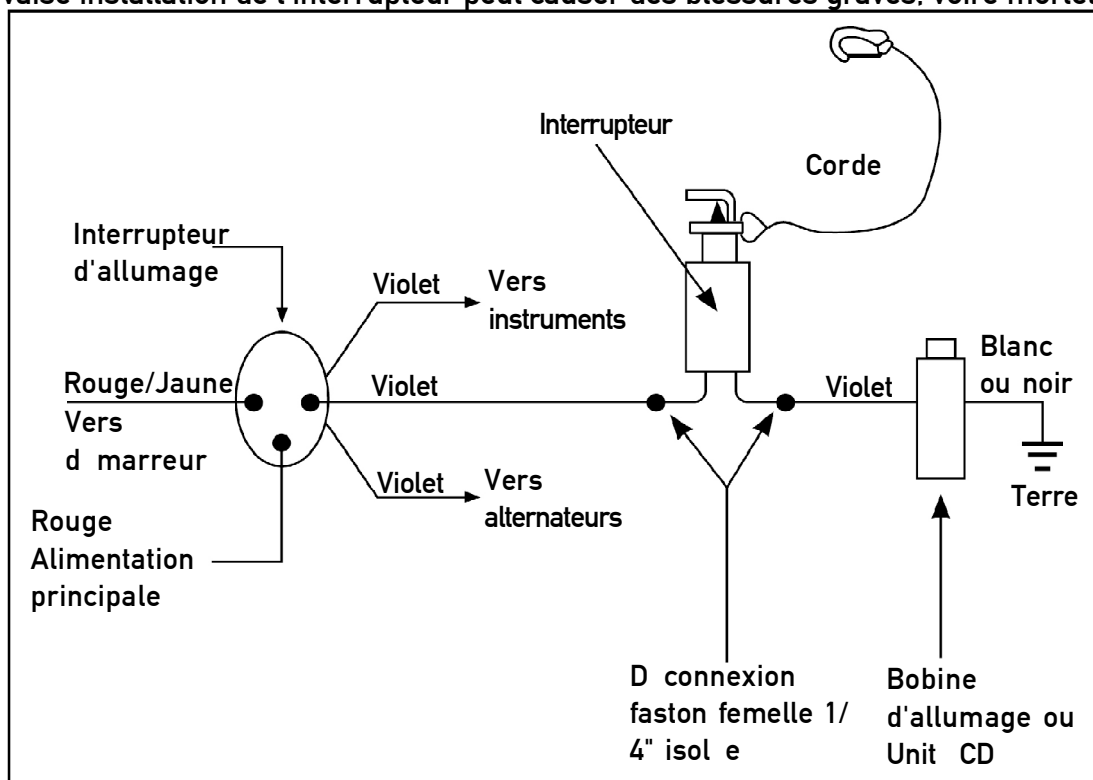 vaise installation de l'interrupteur peut causer des blessures graves, voire mortel
Interrupteur
Corde
Interrupteur
d'allumage
Violet
Vers
instruments
Rouge/Jaune
Vers
d marreur
Violet
Violet
Blanc
ou noir
Terre
Violet
Vers
alternateurs
Rouge
Alimentation
principale
D connexion
faston femelle 1/
4" isol e
Bobine
d'allumage ou
Unit CD